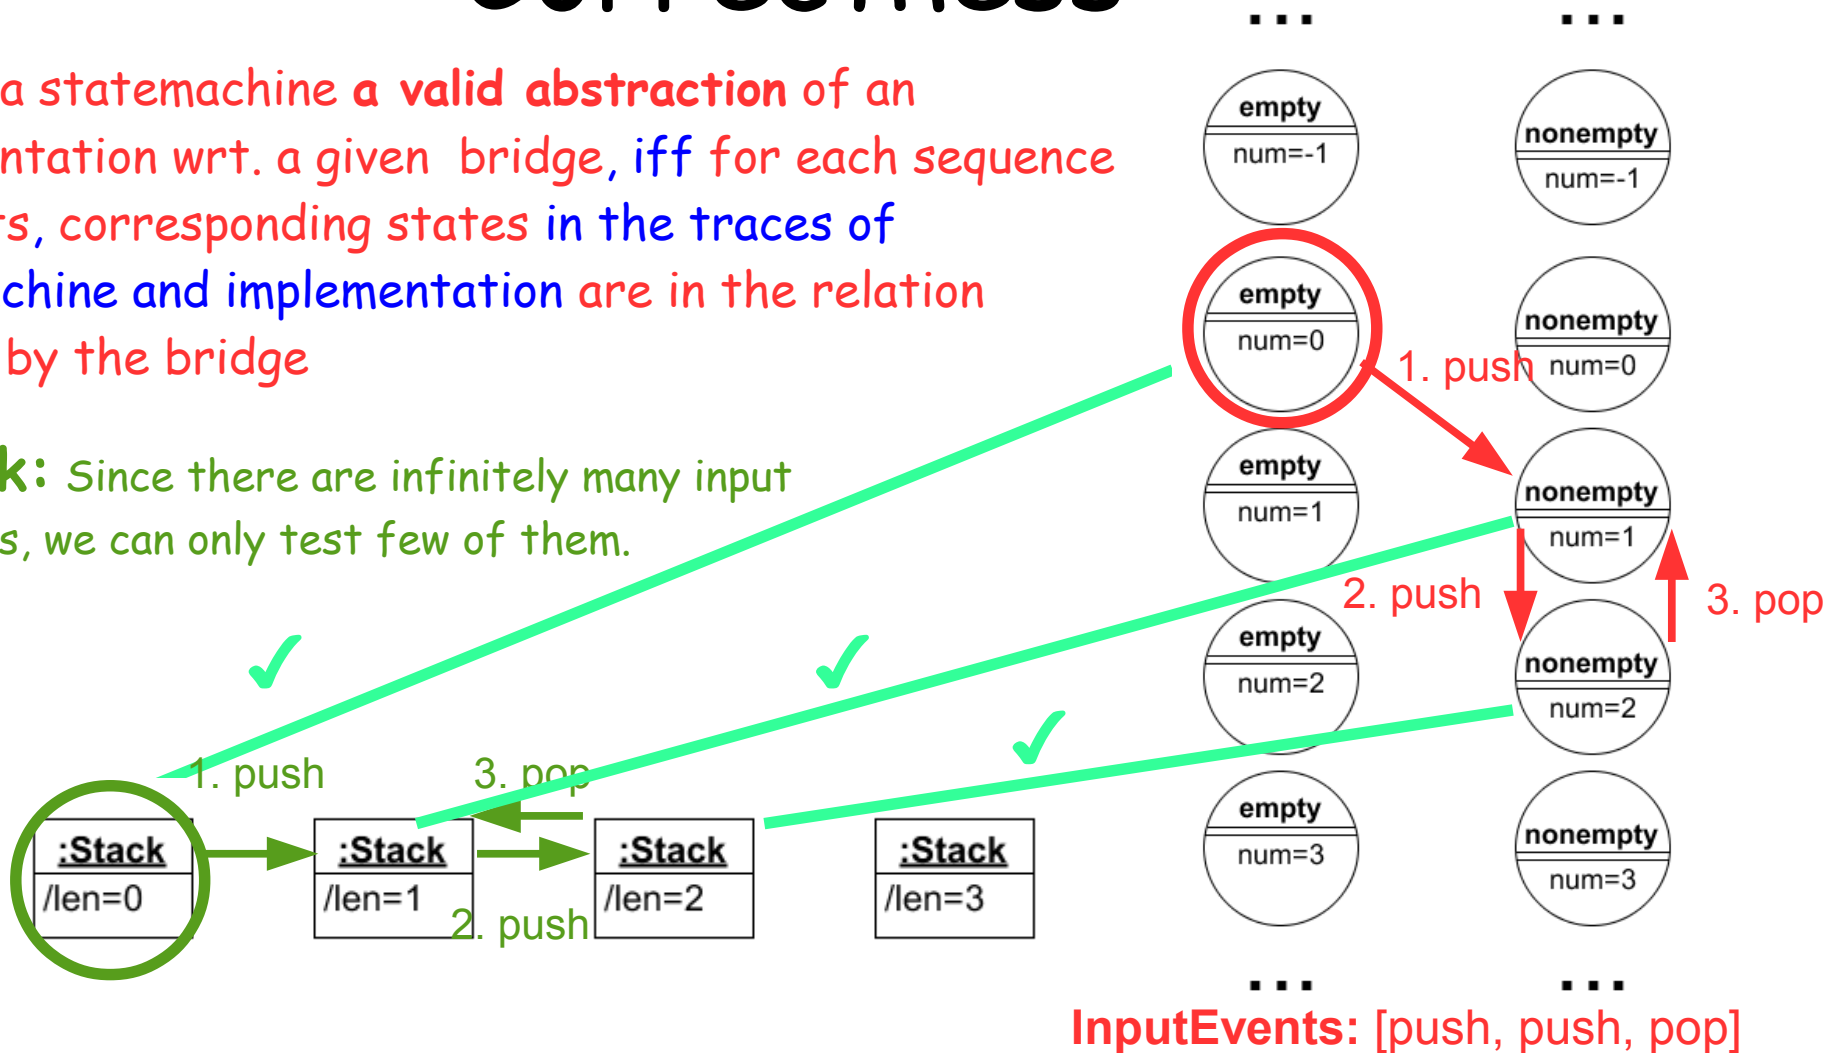 Correctness
a statemachine a valid abstraction of an
ntation wrt. a given bridge, iff for each sequence
ts, corresponding states in the traces of
chine and implementation are in the relation
by the bridge
k: Since there are infinitely many input
s, we can only test few of them.
...
...
empty
num=-1
nonempty
num=-1
empty
num=0
nonempty
num=0
1. push
empty
num=1
nonempty
num=1
2. push
3. pop
empty
num=2
nonempty
num=2
empty
num=3
nonempty
num=3
...
...
1. push
3. pop
:Stack
/len=0
:Stack
/len=1
2. push
:Stack
/len=2
:Stack
/len=3
InputEvents: [push, push, pop]